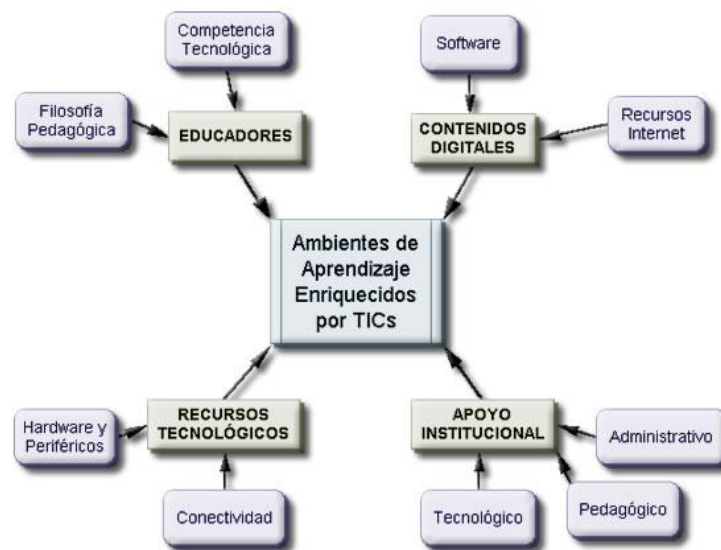 Competencia
Tecnológica
Software
Filosofía
Pedagógica
EDUCADORES
CONTENIDOS
DIGITALES
Recursos
Internet
Ambientes de
Aprendizaje
Enriquecidos
por TICs
Hardware y
Periféricos
RECURSOS
TECNOLÓGICOS
APOYO
INSTITUCIONAL
Administrativo
Conectividad
Tecnológico
Pedagógico